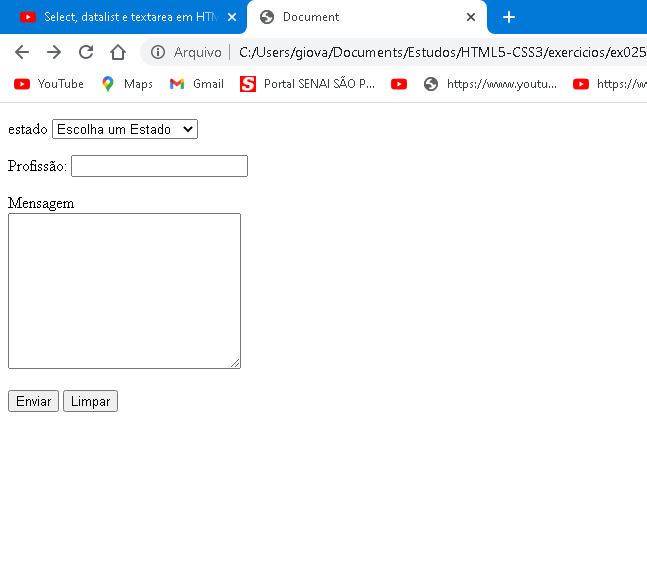 Select, datalist e textarea em HTM
Document
Arquivo
C:/Users/giova/Documents/Estudos/HTML5-CSS3/exercicios/ex025
YouTube
Maps
Gmail
Portal SENAI SÃO P...
https://www.youtu...
https://ww
estado
Escolha um Estado
Profissão:
Mensagem
Enviar
Limpar